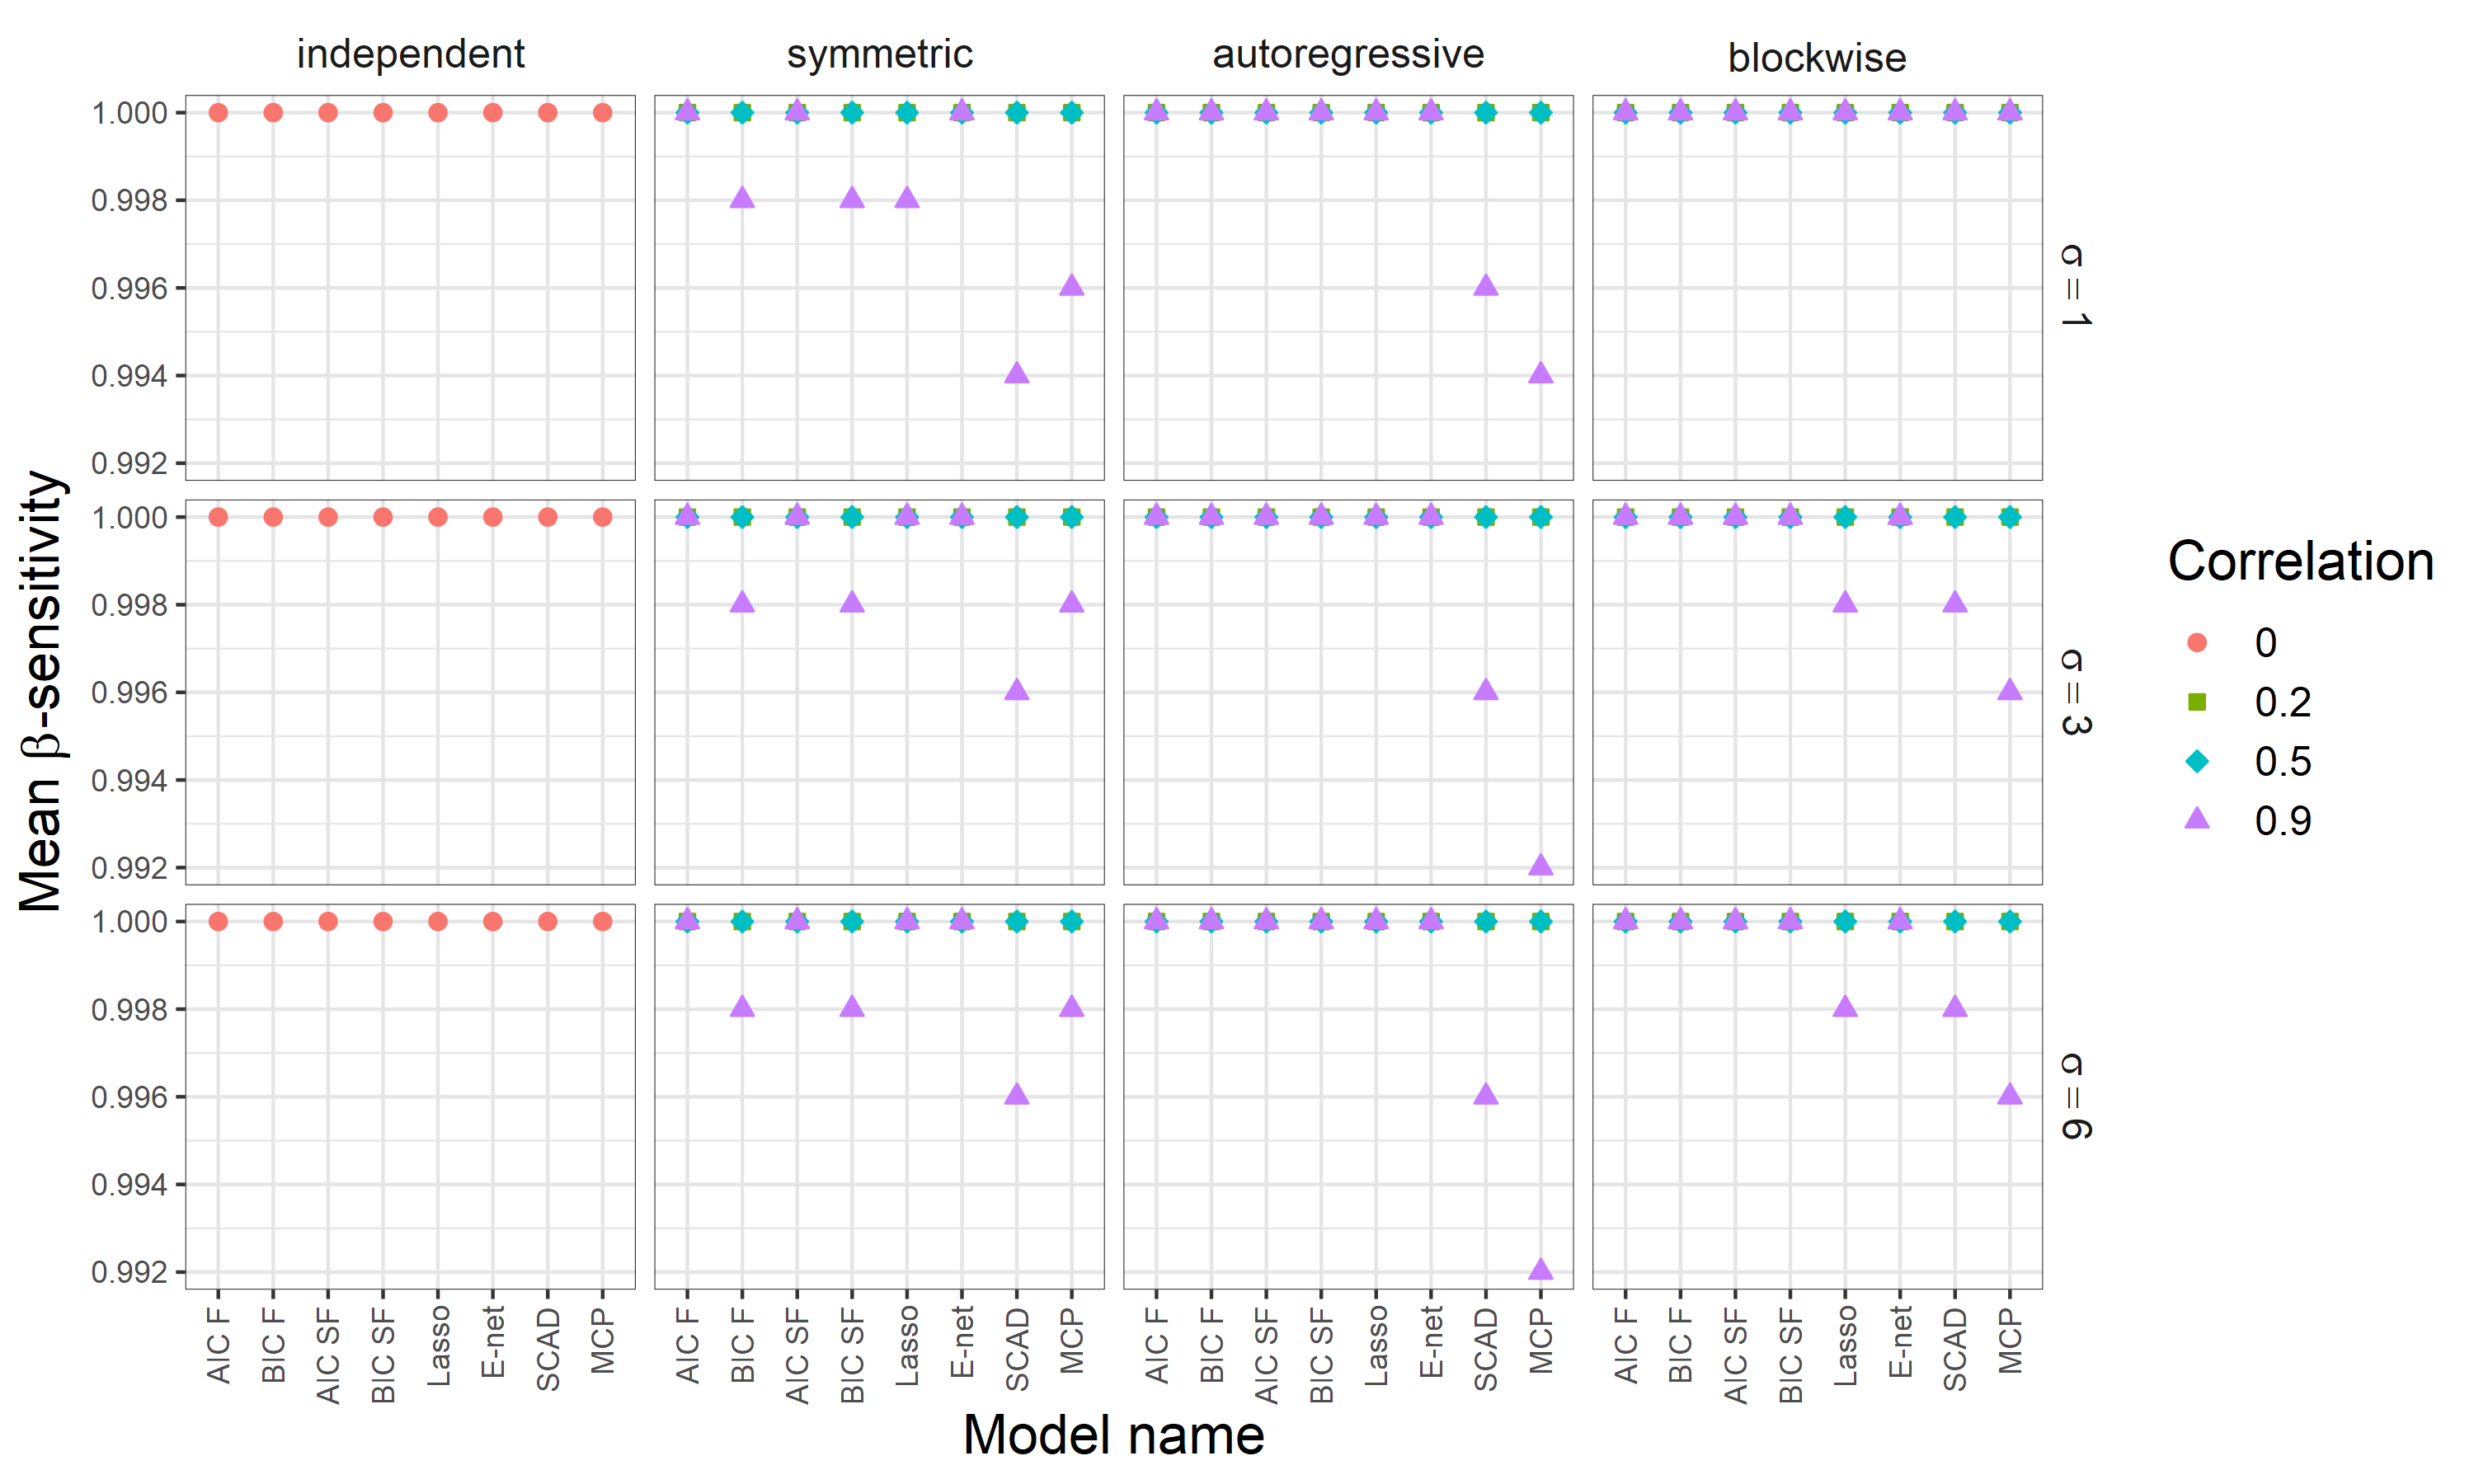 independent symmetric autoregressive blockwise
1.000
0.998
0.996
0.994
0.992
σ = 1
1.000
0.998
0.996
0.994
0.992
σ = 3
1.000
0.998
0.996
0.994
0.992
σ = 6
Mean β-sensitivity
AIC F BIC F AIC SF BIC SF Lasso E-net SCAD MCP
AIC F BIC F AIC SF BIC SF Lasso E-net SCAD MCP
AIC F BIC F AIC SF BIC SF Lasso E-net SCAD MCP
AIC F BIC F AIC SF BIC SF Lasso E-net SCAD MCP
Model name
Correlation
0
0.2
0.5
0.9